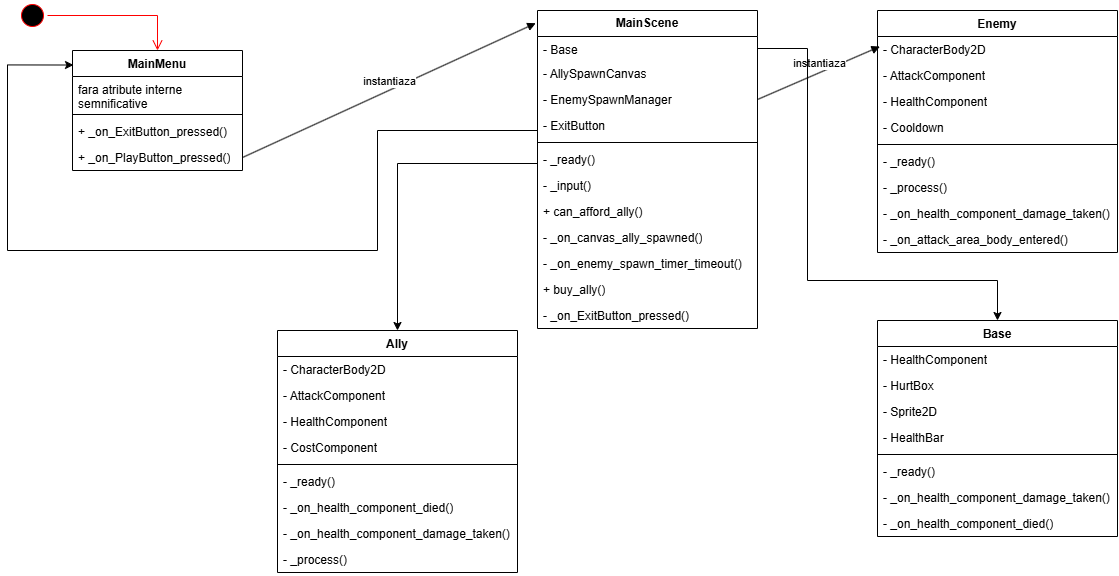 MainMenu
fara atribute interne
semnificative
+ _on_ExitButton_pressed()
+ _on_PlayButton_pressed()
instantiaza
MainScene
- Base
- AllySpawnCanvas
- EnemySpawnManager
- ExitButton
- _ready()
- _input()
+ can_afford_ally()
- _on_canvas_ally_spawned()
- _on_enemy_spawn_timer_timeout()
+ buy_ally()
- _on_ExitButton_pressed()
instantiaza
Enemy
- CharacterBody2D
- AttackComponent
- HealthComponent
- Cooldown
- _ready()
- _process()
- _on_health_component_damage_taken()
- _on_attack_area_body_entered()
Ally
- CharacterBody2D
- AttackComponent
- HealthComponent
- CostComponent
- _ready()
- _on_health_component_died()
- _on_health_component_damage_taken()
- _process()
Base
- HealthComponent
- HurtBox
- Sprite2D
- HealthBar
- _ready()
- _on_health_component_damage_taken()
- _on_health_component_died()